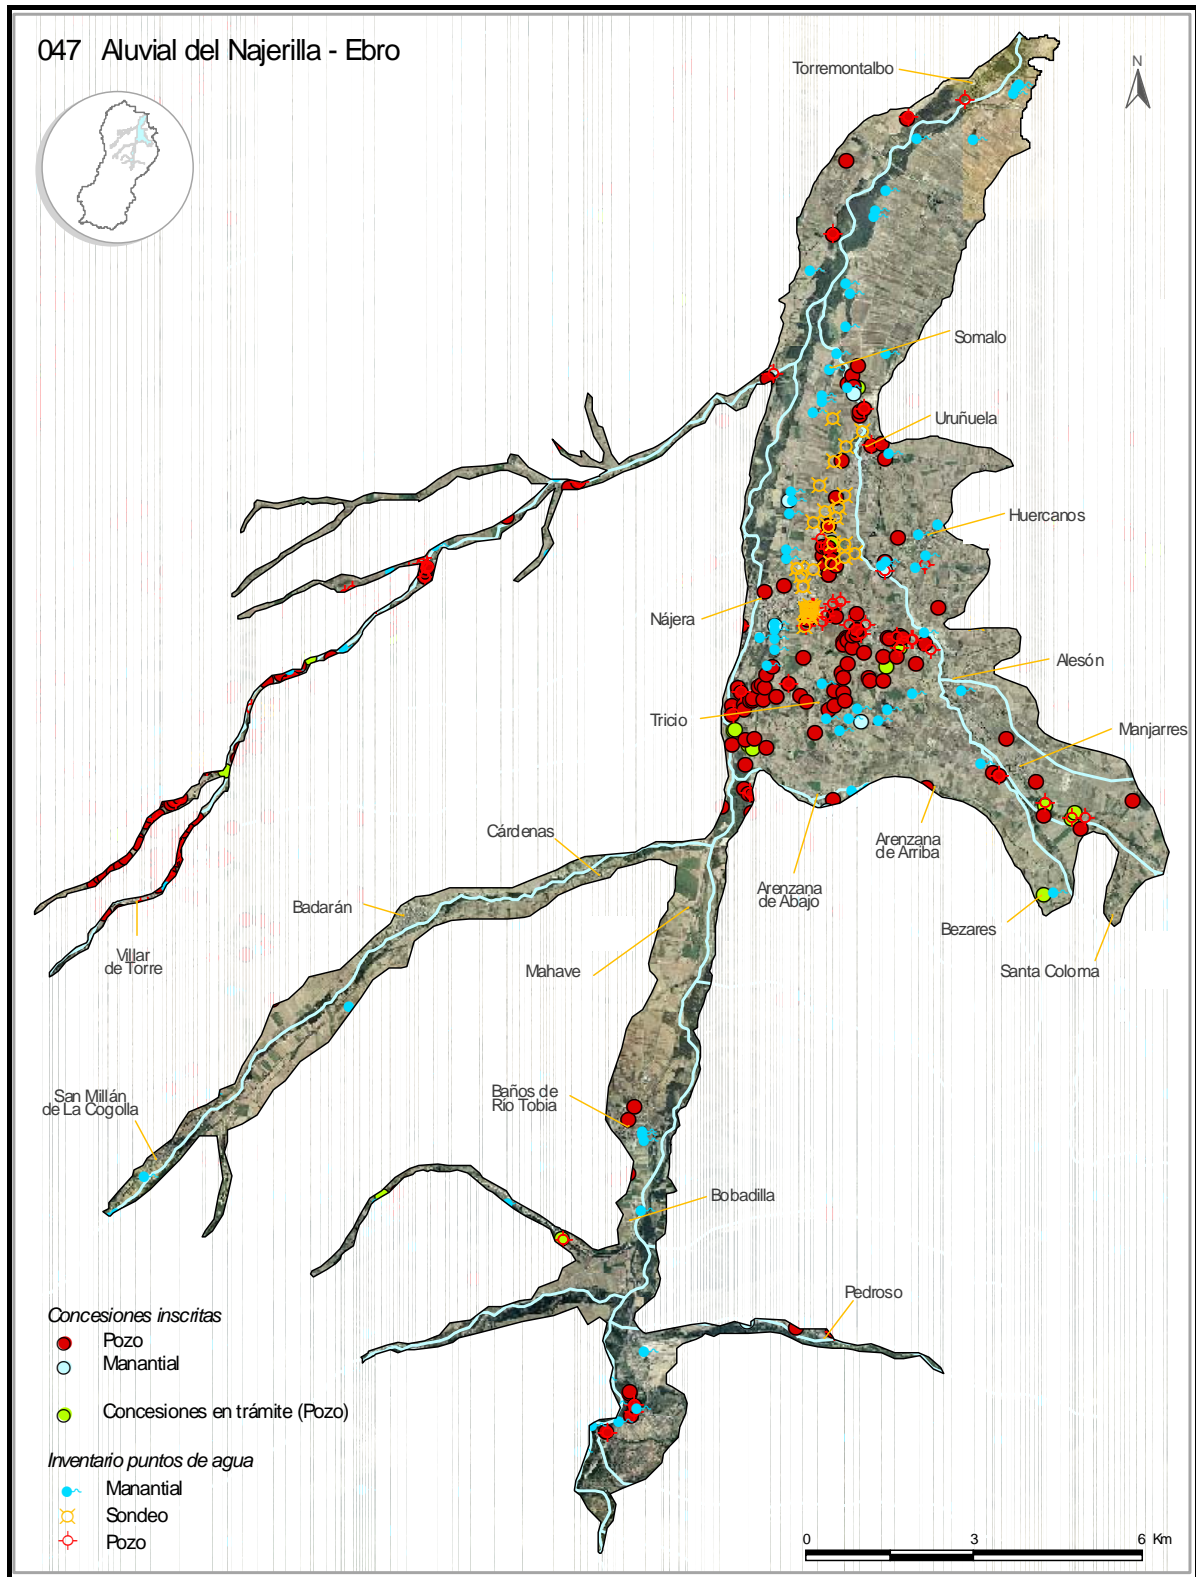 047 Aluvial del Najerilla - Ebro
N
Torremontalbo
Somalo
Uruñuela
Huercanos
Nájera
Alesón
Tricio
Manjarres
Cárdenas
Arenzana
de Arriba
Arenzana
de Abajo
Badarán
Bezares
Villar
de Torre
Mahave
Santa Coloma
San Millán
de La Cogolla
Baños de
Río Tobia
Bobadilla
Pedroso
Concesiones inscritas
Pozo
Manantial
Concesiones en trámite (Pozo)
Inventario puntos de agua
Manantial
Sondeo
Pozo
0 3 6 Km